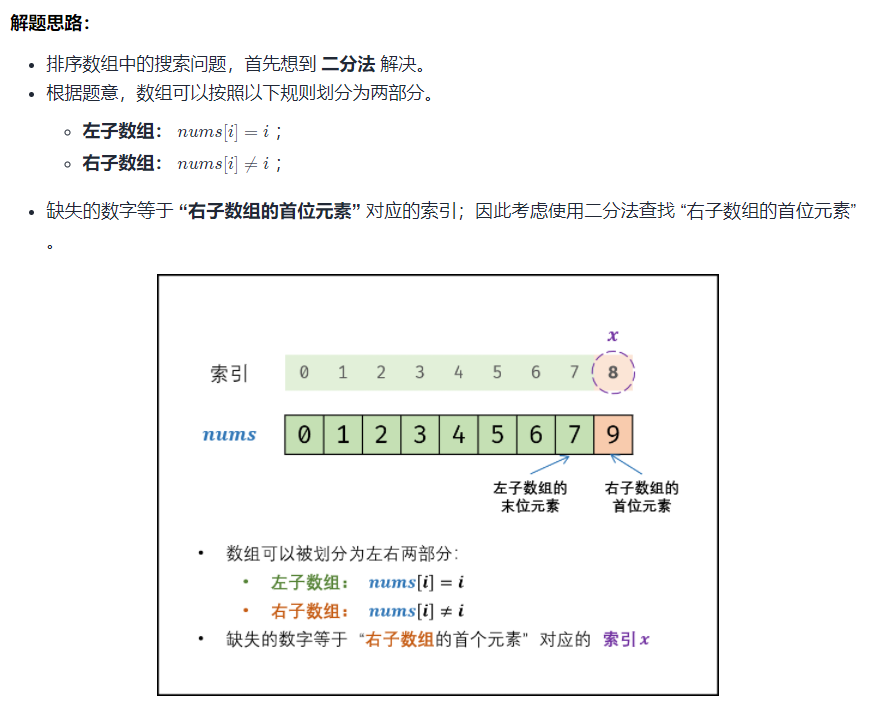 解题思路：
• 排序数组中的搜索问题，首先想到 二分法 解决。
• 根据题意，数组可以按照以下规则划分为两部分。
◦ 左子数组： nums[i] = i ；
◦ 右子数组： nums[i] ≠ i ；
• 缺失的数字等于 “右子数组的首位元素” 对应的索引；因此考虑使用二分法查找 “右子数组的首位元素”
。
x
索引 0 1 2 3 4 5 6 7 8
nums 0 1 2 3 4 5 6 7 9
左子数组的 右子数组的
末位元素 首位元素
• 数组可以被划分为左右两部分：
• 左子数组： nums[i] = i
• 右子数组： nums[i] ≠ i
• 缺失的数字等于 “右子数组的首个元素” 对应的 索引x